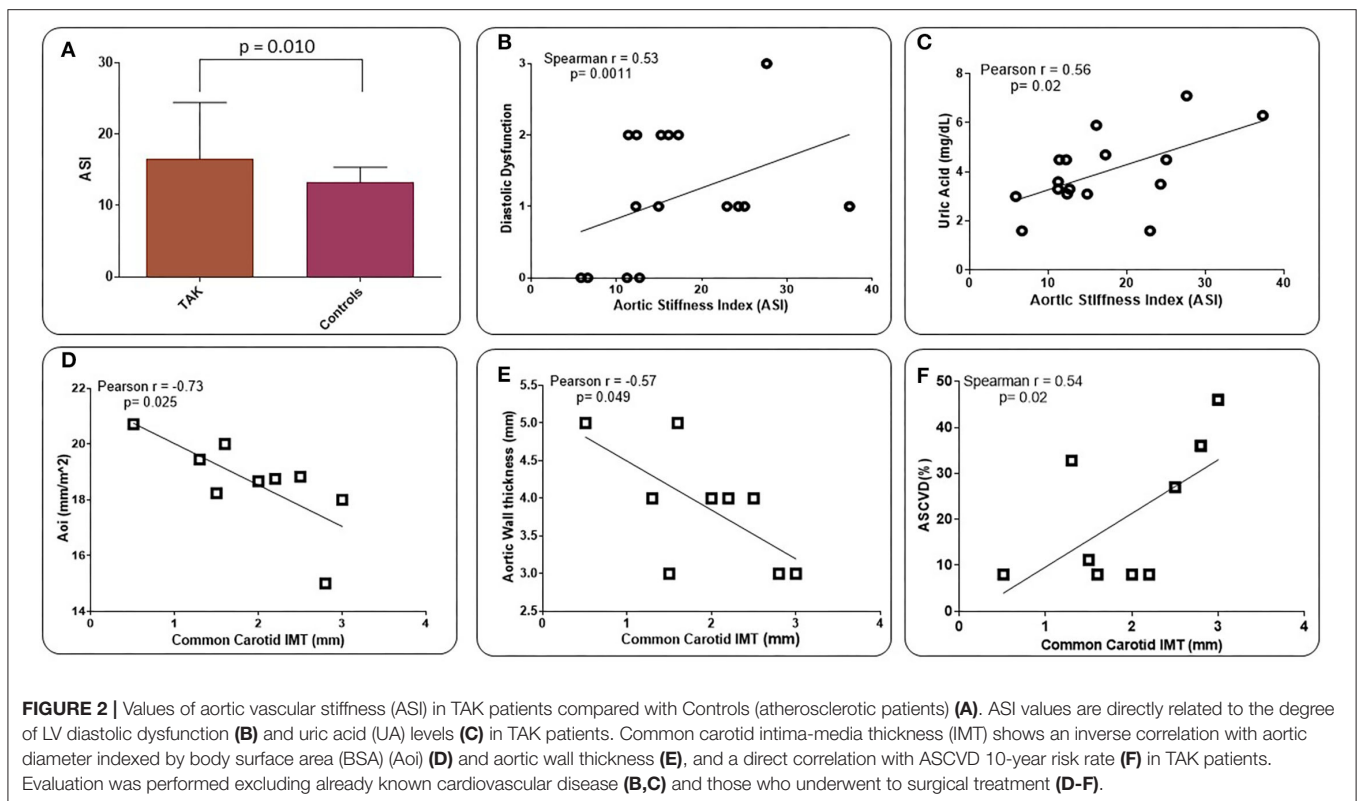 A
p = 0.010
30
20
10
0
ASI
TAK
Controls
B
Spearman r = 0.53
p= 0.0011
3
2
1
0
Diastolic Dysfunction
0 10 20 30 40
Aortic Stiffness Index (ASI)
C
Pearson r = 0.56
p= 0.02
8
6
4
2
0
Uric Acid (mg/dL)
0 10 20 30 40
Aortic Stiffness Index (ASI)
D
Pearson r = -0.73
p= 0.025
22
20
18
16
14
Aoi (mm/m^2)
0 1 2 3 4
Common Carotid IMT (mm)
E
Pearson r = -0.57
p= 0.049
5.5
5.0
4.5
4.0
3.5
3.0
2.5
Aortic Wall thickness (mm)
0 1 2 3 4
Common Carotid IMT (mm)
F
Spearman r = 0.54
p= 0.02
50
40
30
20
10
0
ASCVD(%)
0 1 2 3 4
Common Carotid IMT (mm)
FIGURE 2 | Values of aortic vascular stiffness (ASI) in TAK patients compared with Controls (atherosclerotic patients) (A). ASI values are directly related to the degree
of LV diastolic dysfunction (B) and uric acid (UA) levels (C) in TAK patients. Common carotid intima-media thickness (IMT) shows an inverse correlation with aortic
diameter indexed by body surface area (BSA) (Aoi) (D) and aortic wall thickness (E), and a direct correlation with ASCVD 10-year risk rate (F) in TAK patients.
Evaluation was performed excluding already known cardiovascular disease (B,C) and those who underwent to surgical treatment (D-F).